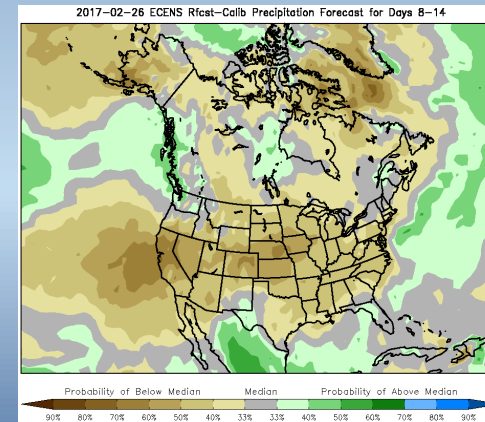 2017-02-26 ECENS Rfcst-Calib Precipitation Forecast for Days 8-14
Probability of Below Median Median Probability of Above Median
90% 80% 70% 60% 50% 40% 33% 33% 40% 50% 60% 70% 80% 90%